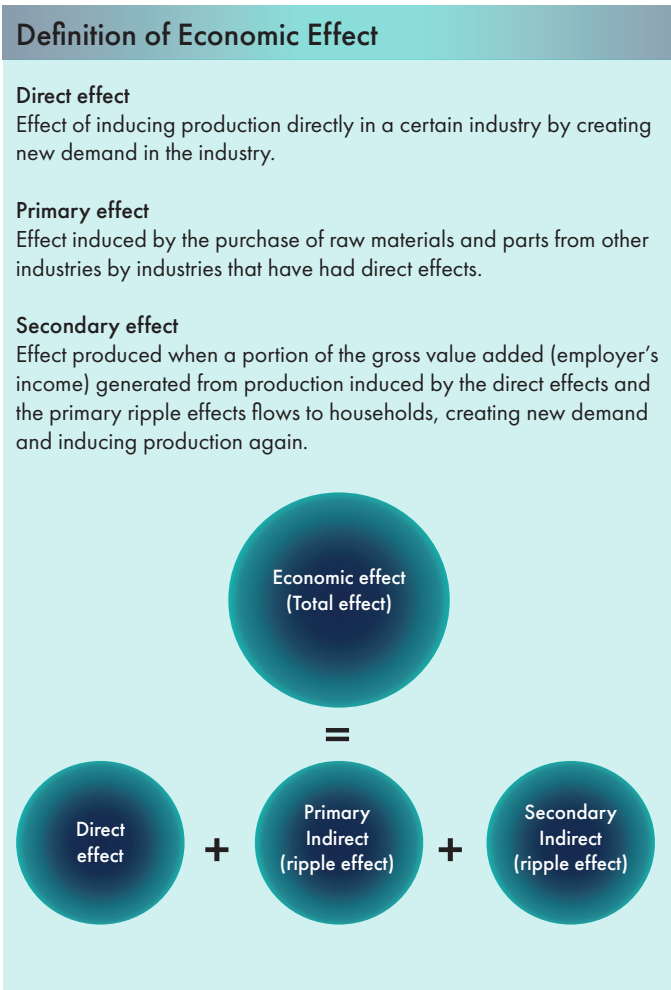 Definition of Economic Effect
Direct effect
Effect of inducing production directly in a certain industry by creating
new demand in the industry.
Primary effect
Effect induced by the purchase of raw materials and parts from other
industries by industries that have had direct effects.
Secondary effect
Effect produced when a portion of the gross value added (employer’s
income) generated from production induced by the direct effects and
the primary ripple effects flows to households, creating new demand
and inducing production again.
Economic effect
(Total effect)
=
Direct
effect
+
Primary
Indirect
(ripple effect)
+
Secondary
Indirect
(ripple effect)